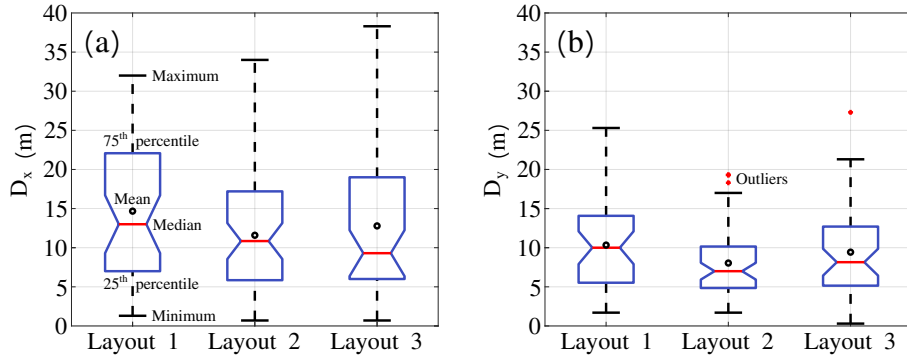 (a)
D_x (m)
40
35
30
25
20
15
10
5
0
Maximum
75th percentile
Mean
Median
25th percentile
Minimum
Layout 1
Layout 2
Layout 3
(b)
D_y (m)
40
35
30
25
20
15
10
5
0
Outliers
Layout 1
Layout 2
Layout 3